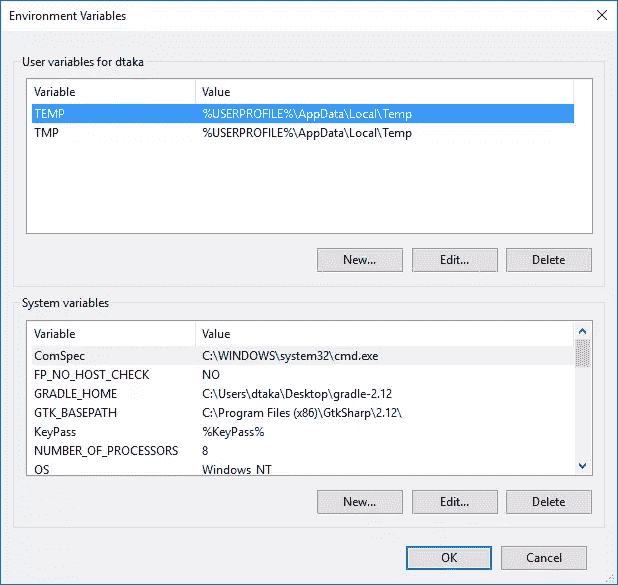 Environment Variables
User variables for dtaka
Variable Value
TEMP %USERPROFILE%\AppData\Local\Temp
TMP %USERPROFILE%\AppData\Local\Temp
New... Edit... Delete
System variables
Variable Value
ComSpec C:\WINDOWS\system32\cmd.exe
FP_NO_HOST_CHECK NO
GRADLE_HOME C:\Users\dtaka\Desktop\gradle-2.12
GTK_BASEPATH C:\Program Files (x86)\GtkSharp\2.12\
KeyPass %KeyPass%
NUMBER_OF_PROCESSORS 8
OS Windows_NT
New... Edit... Delete
OK Cancel